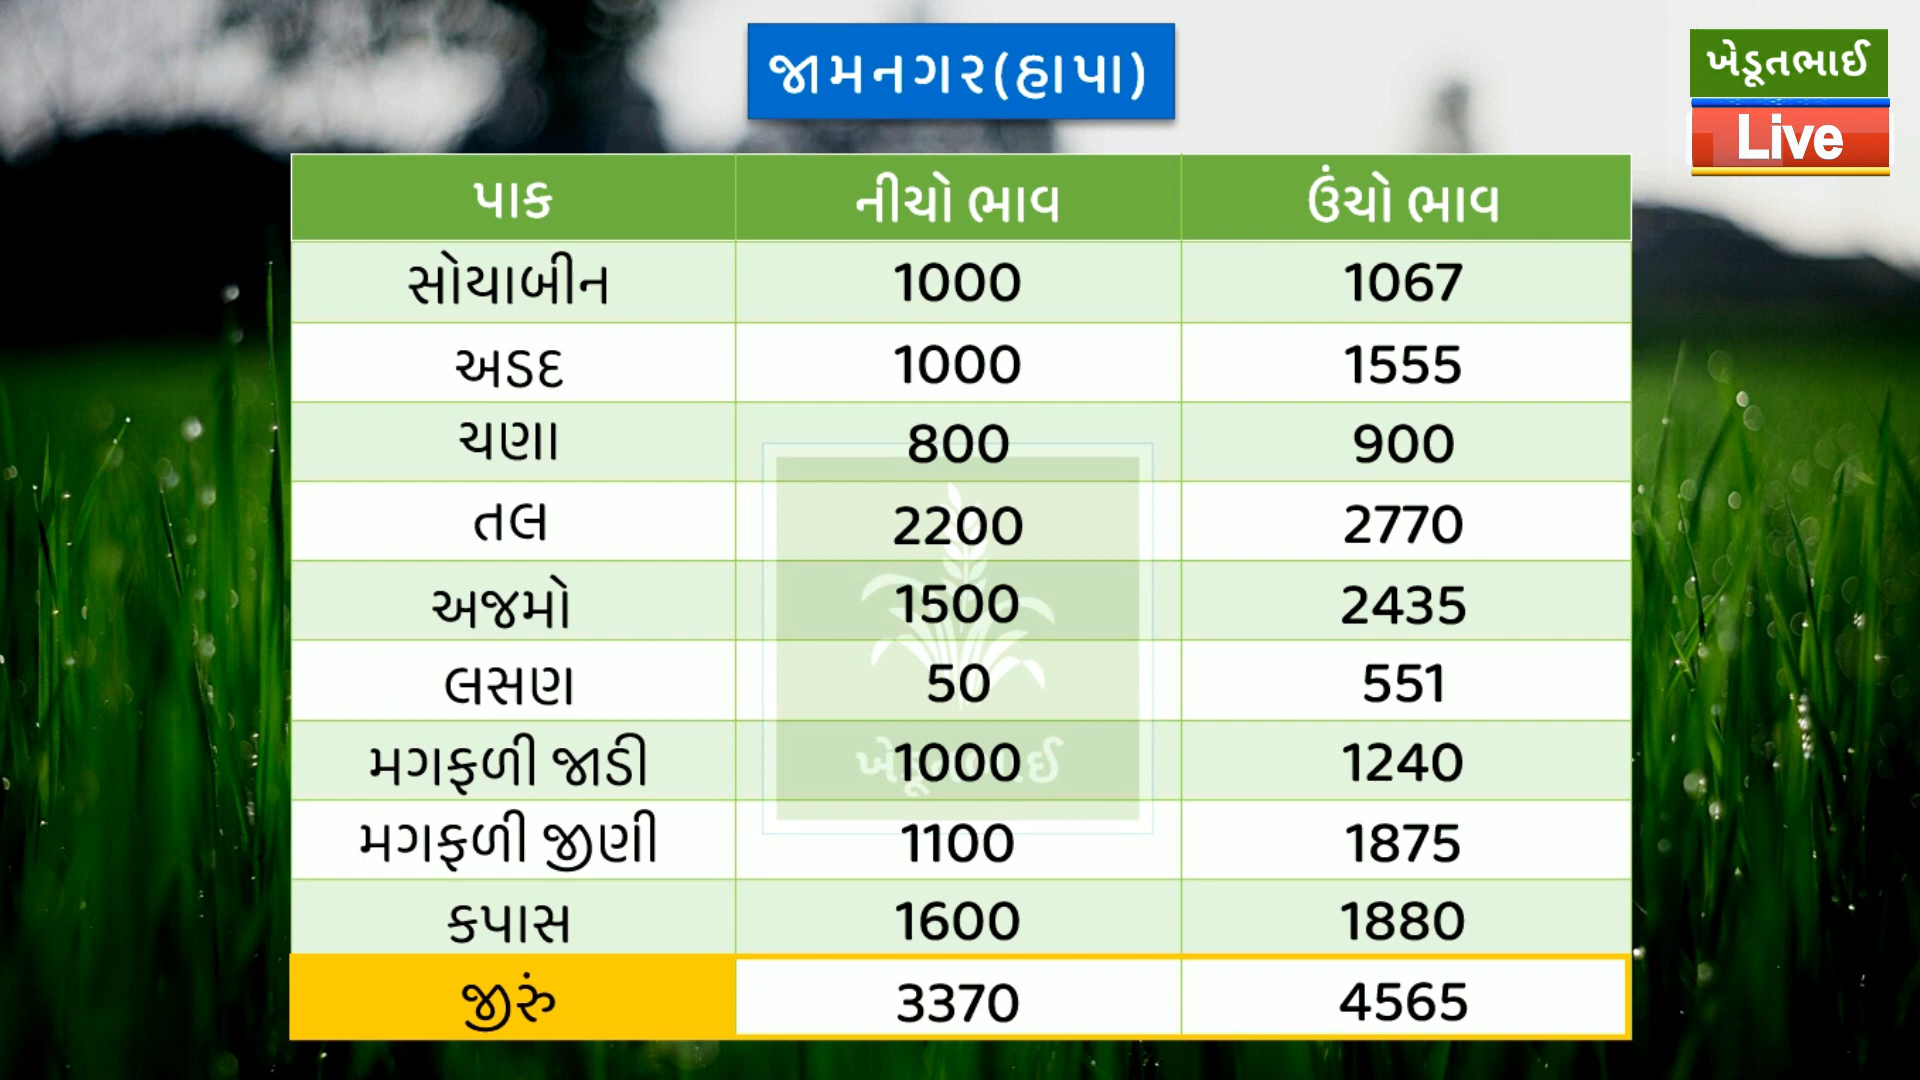 જામનગર(હાપા)
ખેડૂતભાઈ
Live
પાક નીચો ભાવ ઉંચો ભાવ
સોયાબીન 1000 1067
અડદ 1000 1555
ચણા 800 900
તલ 2200 2770
અજમો 1500 2435
લસણ 50 551
મગફળી જાડી 1000 1240
મગફળી જીણી 1100 1875
કપાસ 1600 1880
જીરું 3370 4565
ખેડૂતભાઈ